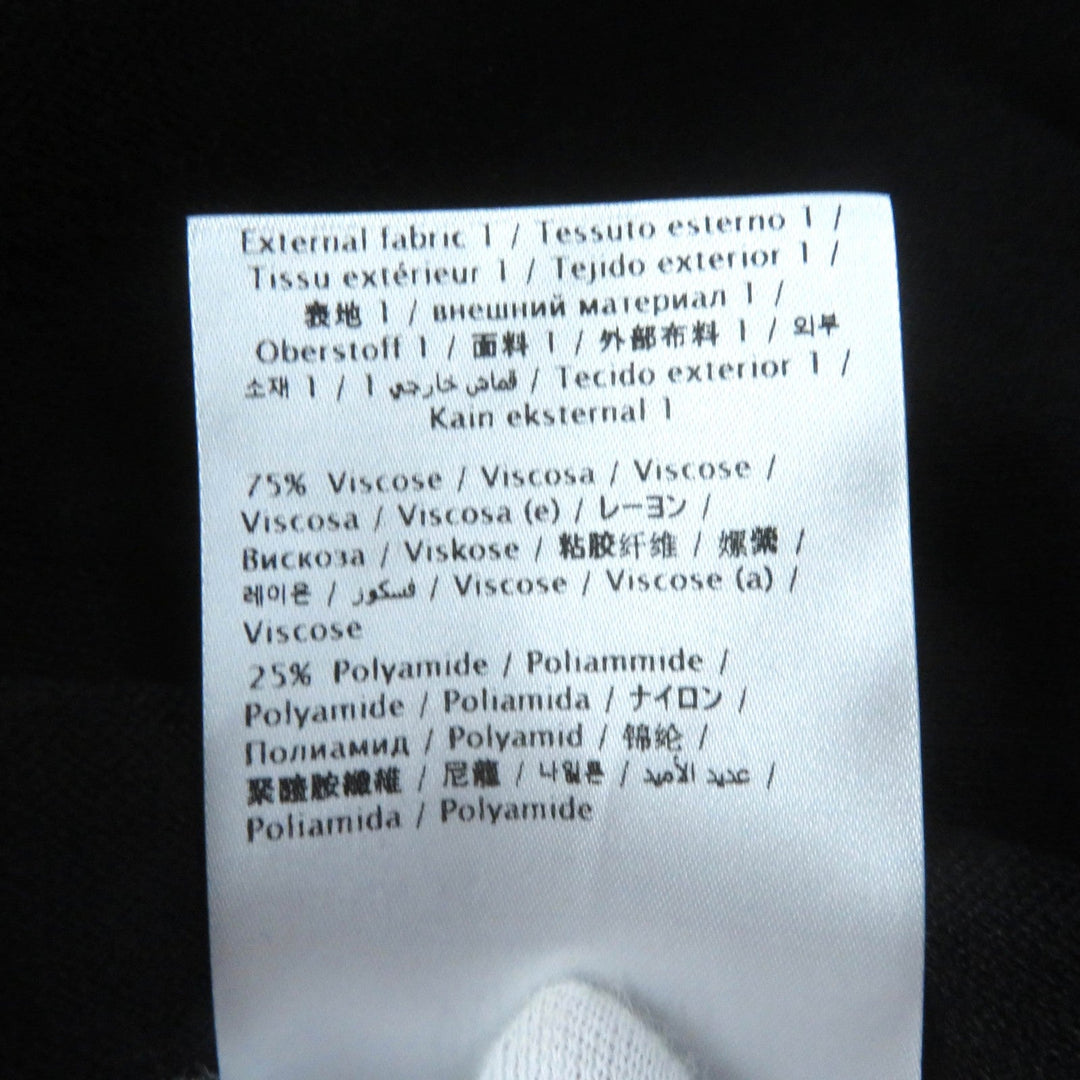 External fabric 1 / Tessuto esterno 1 /
Tissu extérieur 1 / Tejido exterior 1 /
表地 1 / внешний материал 1 /
Oberstoff 1 / 面料 1 / 外部布料 1 / 외부
소재 1 / قماش خارجي 1 / Tecido exterior 1 /
Kain eksternal 1
75% Viscose / Viscosa / Viscose /
Viscosa / Viscosa (e) / レーヨン /
Вискоза / Viskose / 粘胶纤维 / 嫘縈 /
레이온 / فسكوز / Viscose / Viscose (a) /
Viscose
25% Polyamide / Poliammide /
Polyamide / Poliamida / ナイロン /
Полиамид / Polyamid / 锦纶 /
聚醯胺纖維 / 尼龍 / 나일론 / عديد الأميد /
Poliamida / Polyamide